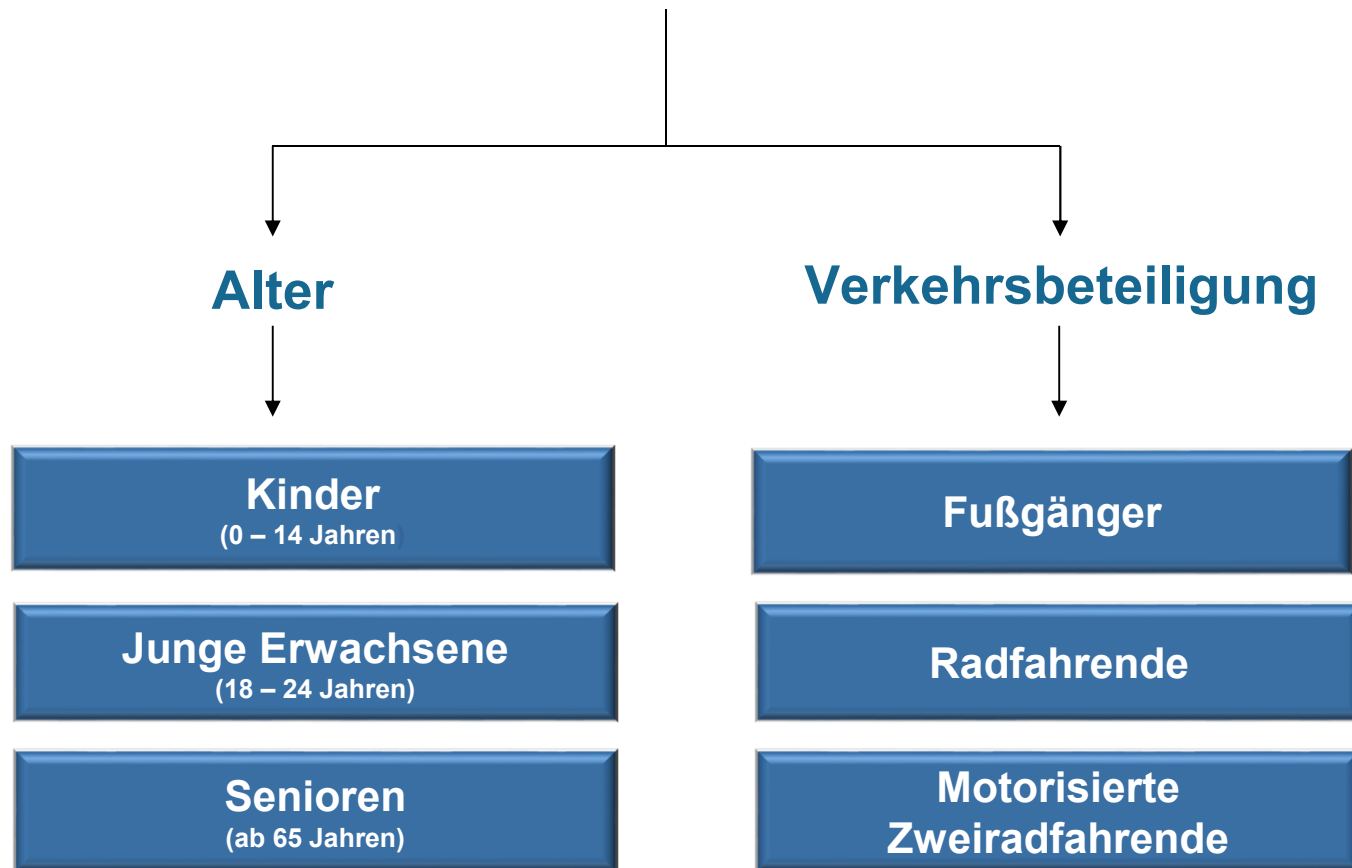 Alter
Kinder
(0 – 14 Jahren)
Junge Erwachsene
(18 – 24 Jahren)
Senioren
(ab 65 Jahren)
Verkehrsbeteiligung
Fußgänger
Radfahrende
Motorisierte
Zweiradfahrende